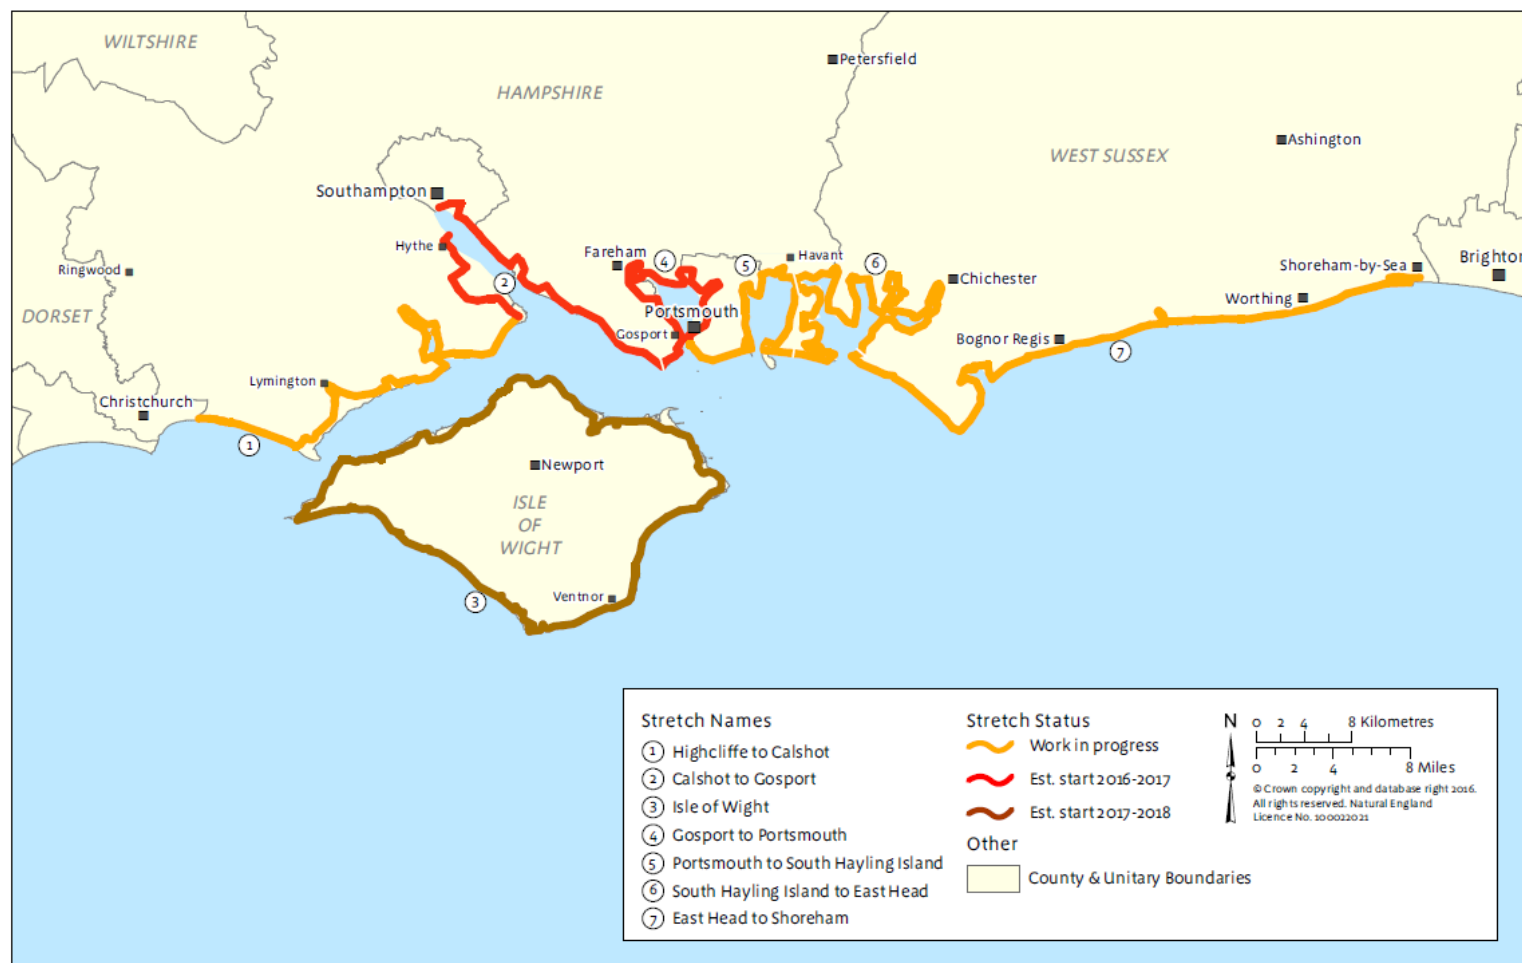 WILTSHIRE
Petersfield
HAMPSHIRE
Ashington
WEST SUSSEX
Southampton
Hythe
Fareham
4
5
Havant
6
Ringwood
2
Chichester
Shoreham-by-Sea
Brighton
DORSET
Portsmouth
Gosport
Worthing
Bognor Regis
7
Lymington
Christchurch
1
Newport
ISLE
OF
WIGHT
Ventnor
3
Stretch Names
1 Highcliffe to Calshot
2 Calshot to Gosport
3 Isle of Wight
4 Gosport to Portsmouth
5 Portsmouth to South Hayling Island
6 South Hayling Island to East Head
7 East Head to Shoreham
Stretch Status
Work in progress
Est. start 2016-2017
Est. start 2017-2018
Other
County & Unitary Boundaries
N
0 2 4 8 Kilometres
0 2 4 8 Miles
© Crown copyright and database right 2016.
All rights reserved. Natural England
Licence No. 100022021